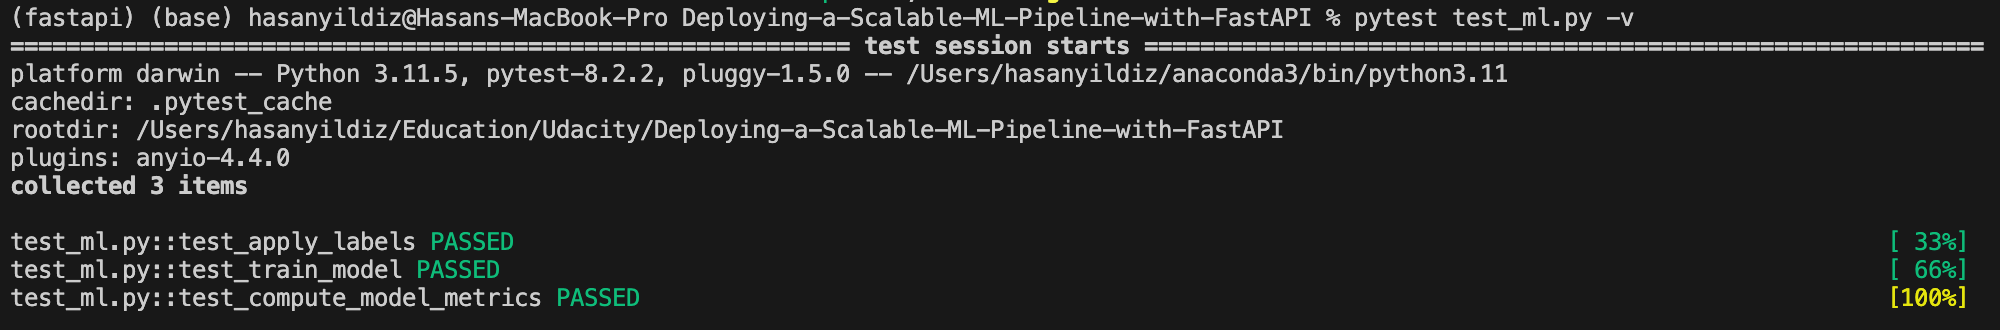 (fastapi) (base) hasanyildiz@Hasans-MacBook-Pro Deploying-a-Scalable-ML-Pipeline-with-FastAPI % pytest test_ml.py -v
============================================================ test session starts ============================================================
platform darwin -- Python 3.11.5, pytest-8.2.2, pluggy-1.5.0 -- /Users/hasanyildiz/anaconda3/bin/python3.11
cachedir: .pytest_cache
rootdir: /Users/hasanyildiz/Education/Udacity/Deploying-a-Scalable-ML-Pipeline-with-FastAPI
plugins: anyio-4.4.0
collected 3 items
test_ml.py::test_apply_labels PASSED [ 33%]
test_ml.py::test_train_model PASSED [ 66%]
test_ml.py::test_compute_model_metrics PASSED [100%]